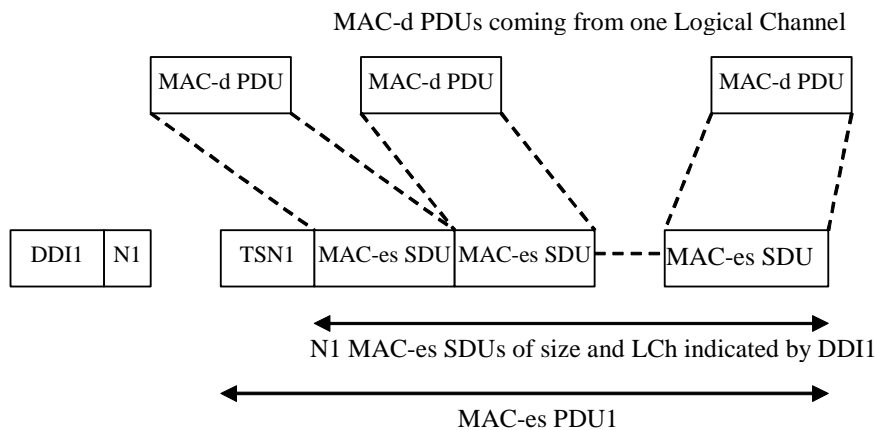 MAC-d PDUs coming from one Logical Channel
MAC-d PDU MAC-d PDU MAC-d PDU
DDI1 N1 TSN1 MAC-es SDU MAC-es SDU MAC-es SDU
N1 MAC-es SDUs of size and LCh indicated by DDI1
MAC-es PDU1